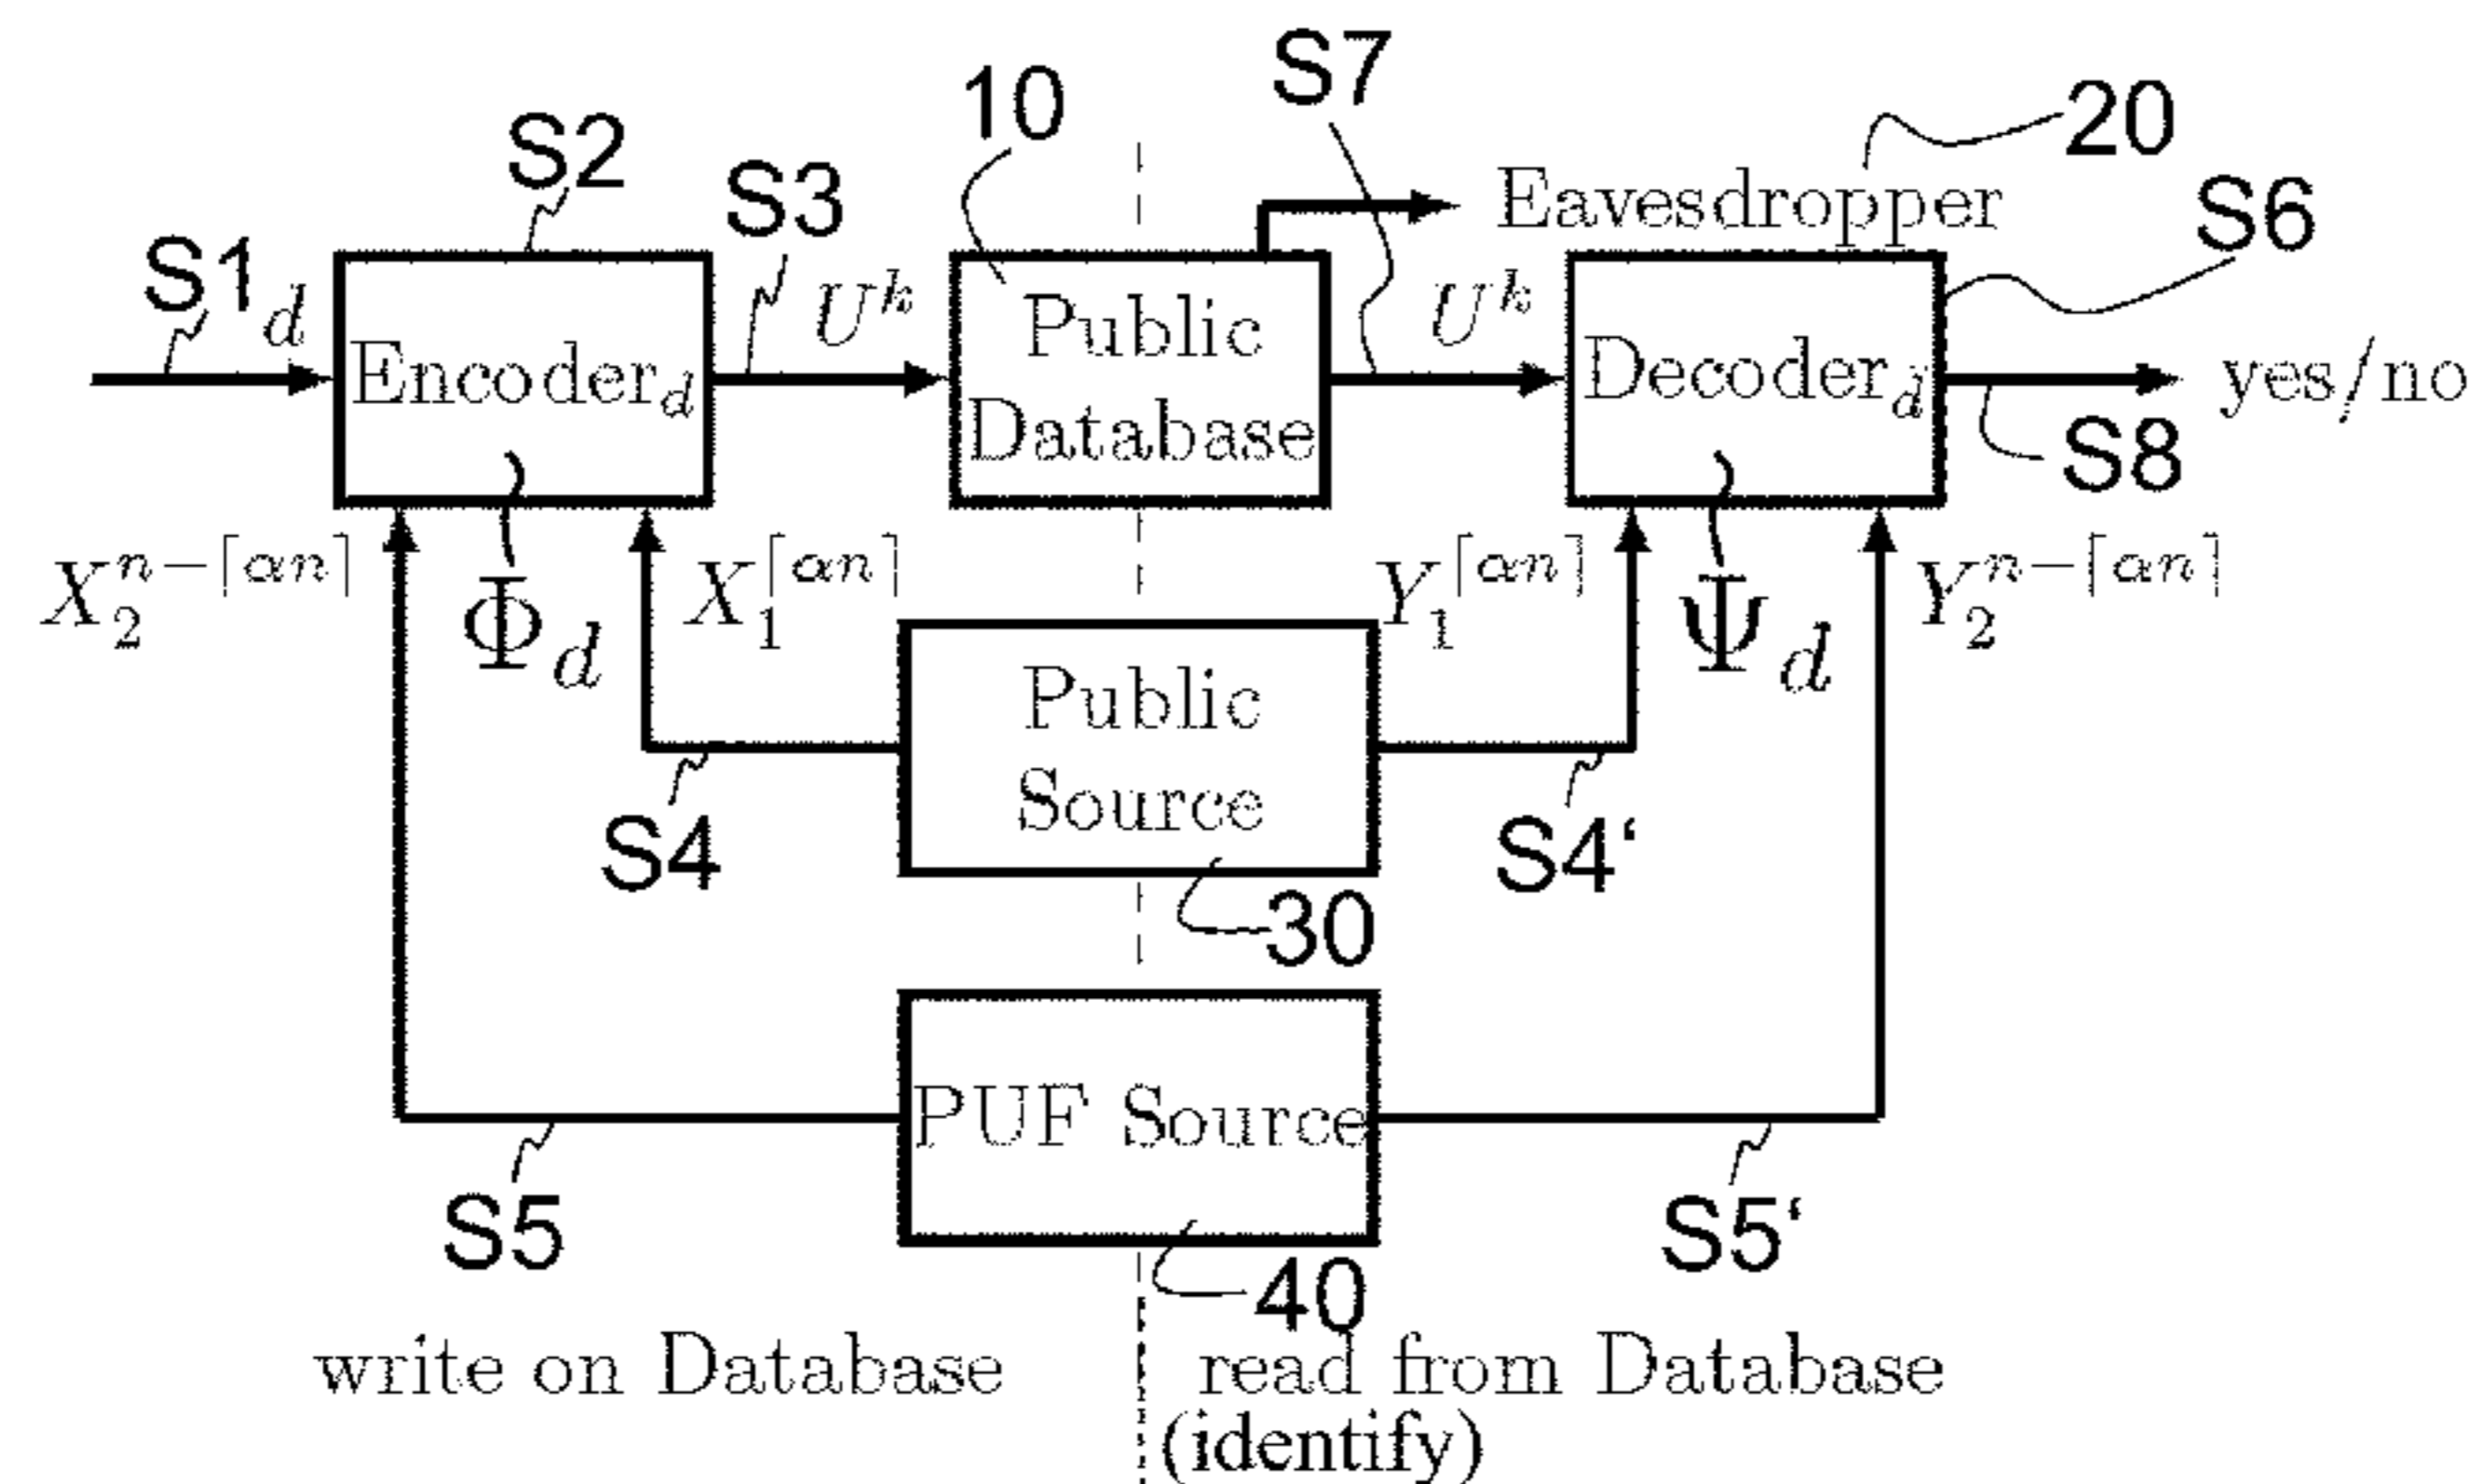 S7
10
20
S2
S3
Eavesdropper
S6
S1
d
Encoder_d
U^k
Public
Database
U^k
Decoder_d
yes/no
S8
X_2^{n-⌈αn⌉}
Φ_d
X_1^{⌈αn⌉}
Y_1^{⌈αn⌉}
Ψ_d
Y_2^{n-⌈αn⌉}
Public
Source
S4
S4‘
30
PUF Source
S5
S5‘
40
write on Database
read from Database
(identify)